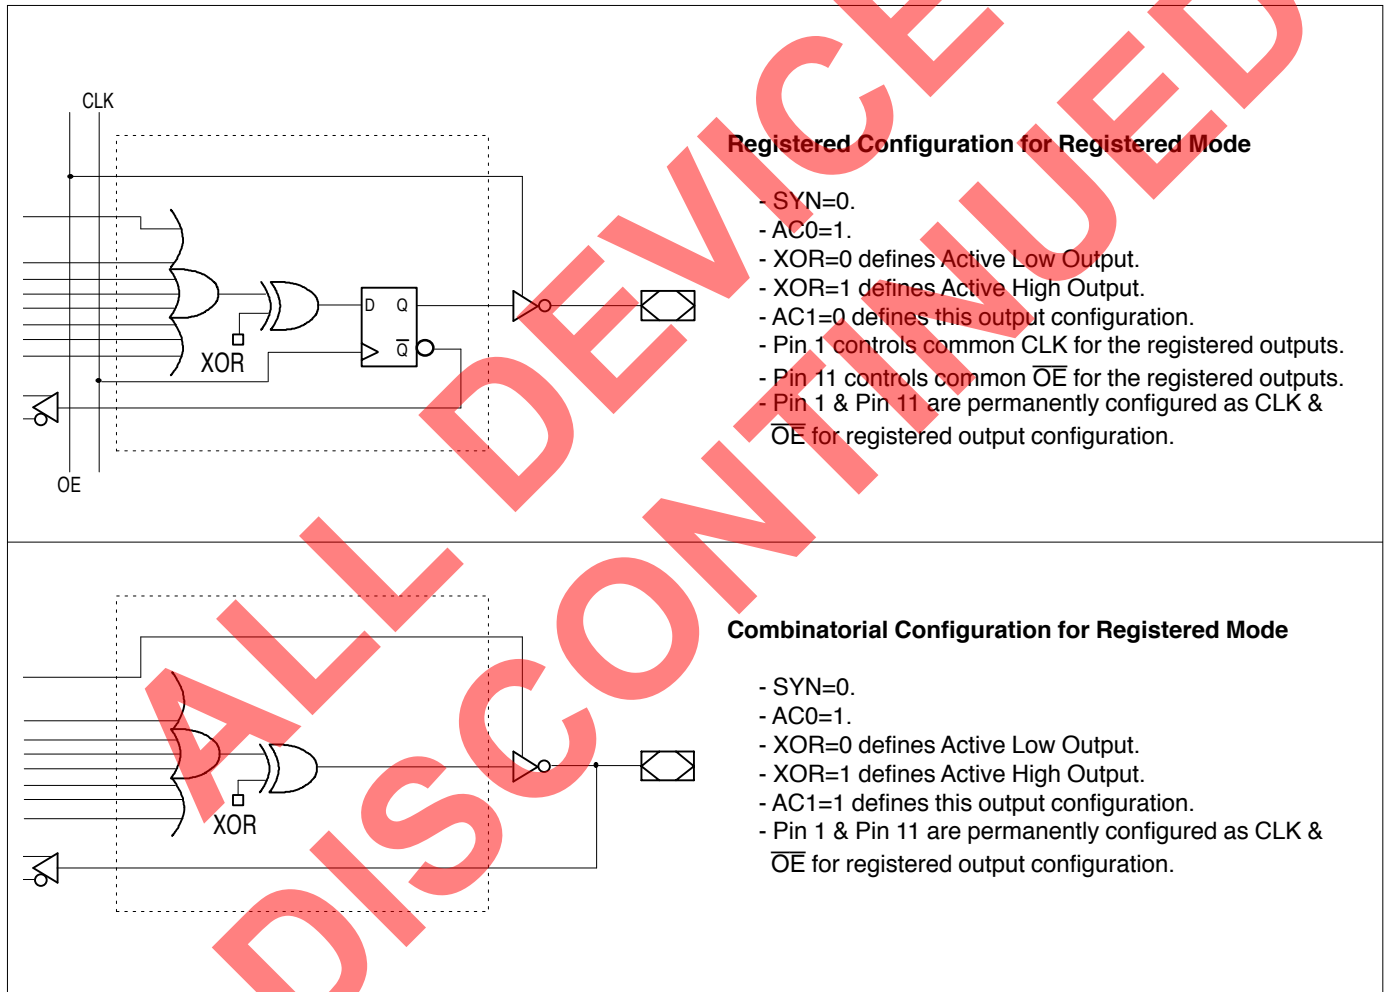 CLK
D Q
Q̅
XOR
OE
Registered Configuration for Registered Mode
- SYN=0.
- AC0=1.
- XOR=0 defines Active Low Output.
- XOR=1 defines Active High Output.
- AC1=0 defines this output configuration.
- Pin 1 controls common CLK for the registered outputs.
- Pin 11 controls common O̅E̅ for the registered outputs.
- Pin 1 & Pin 11 are permanently configured as CLK &
O̅E̅ for registered output configuration.
XOR
Combinatorial Configuration for Registered Mode
- SYN=0.
- AC0=1.
- XOR=0 defines Active Low Output.
- XOR=1 defines Active High Output.
- AC1=1 defines this output configuration.
- Pin 1 & Pin 11 are permanently configured as CLK &
O̅E̅ for registered output configuration.
ALL DEVICE
DISCONTINUED